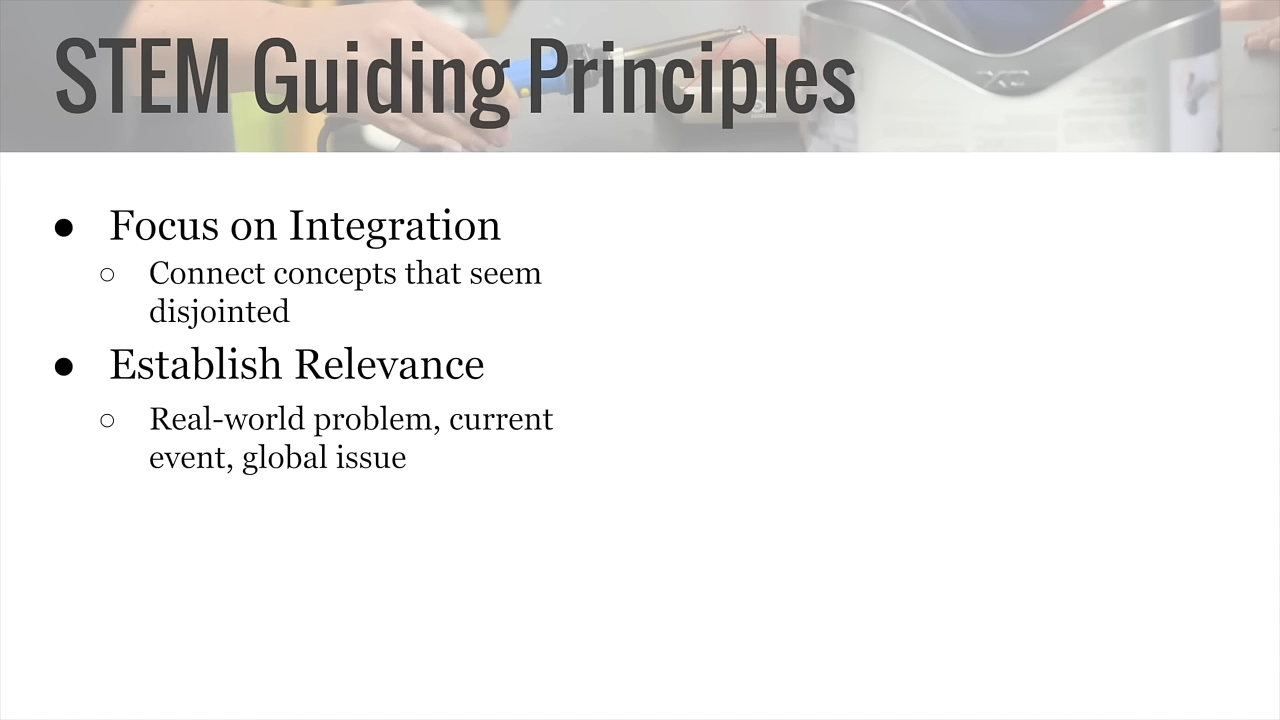 STEM Guiding Principles
● Focus on Integration
○ Connect concepts that seem
disjointed
● Establish Relevance
○ Real-world problem, current
event, global issue